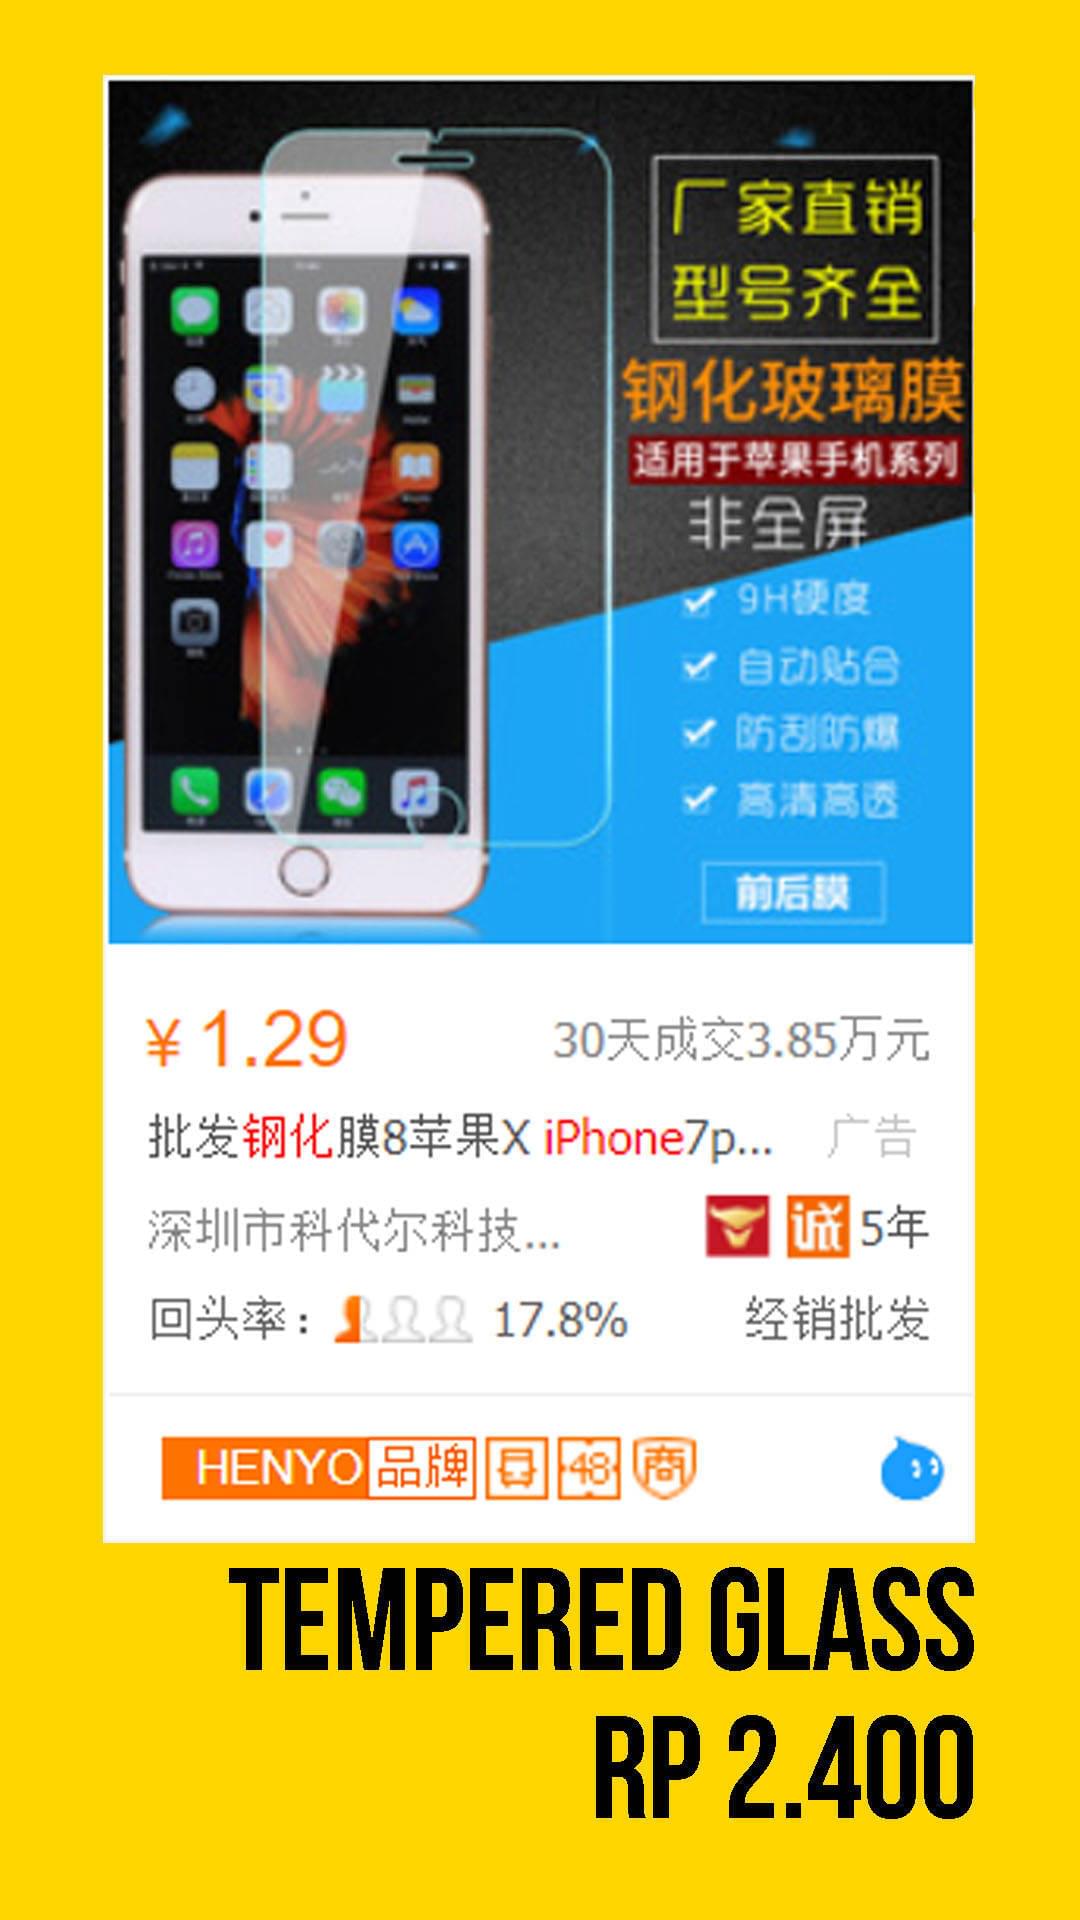 厂家直销
型号齐全
钢化玻璃膜
适用于苹果手机系列
非全屏
9H硬度
自动贴合
防刮防爆
高清高透
前后膜
¥ 1.29 30天成交3.85万元
批发钢化膜8苹果X iPhone7p... 广告
深圳市科代尔科技... 诚 5年
回头率： 17.8% 经销批发
HENYO 品牌 48 商
TEMPERED GLASS
RP 2.400